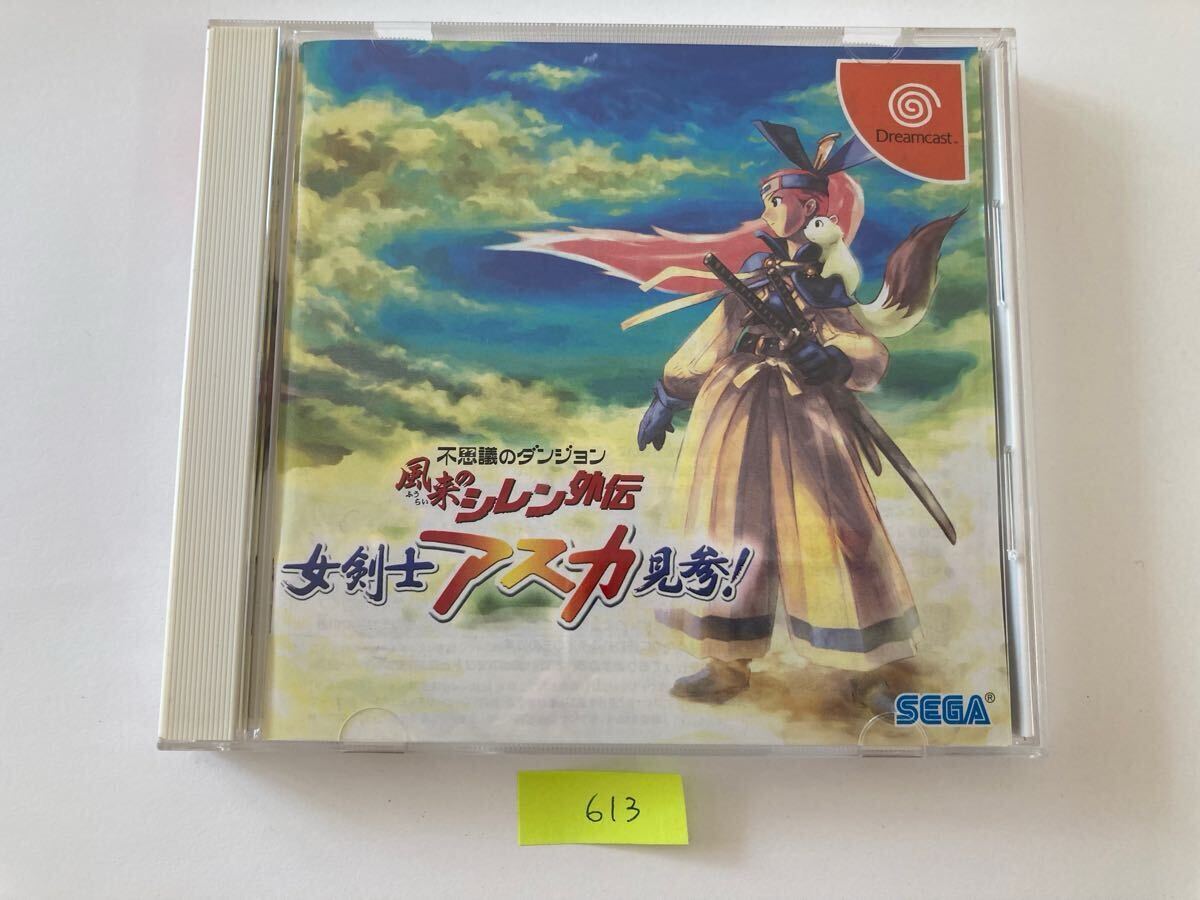 Dreamcast™
不思議のダンジョン
風来のシレン外伝
ふう らい
女剣士アスカ見参!
SEGA®
613